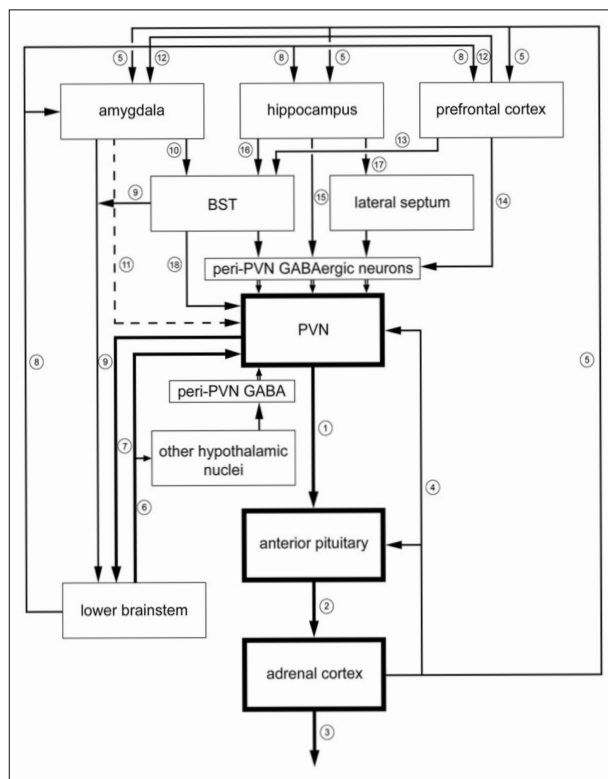 5 12 8 5 8 12 5
amygdala hippocampus prefrontal cortex
10 16 13
17
9 BST 15 lateral septum 14
11 18 peri-PVN GABAergic neurons
PVN
8 9 5
peri-PVN GABA
1
7 other hypothalamic
nuclei
4
6
anterior pituitary
lower brainstem 2
adrenal cortex
3